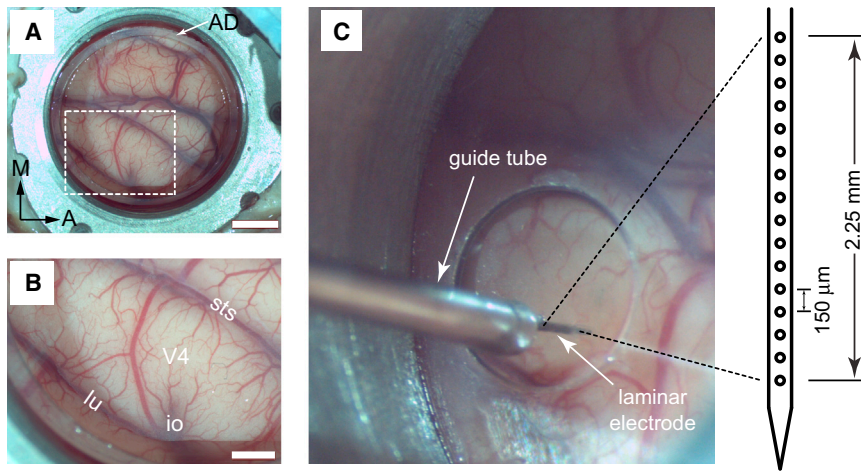 A
AD
M
A
B
sts
V4
lu
io
C
guide tube
laminar
electrode
2.25 mm
150 μm